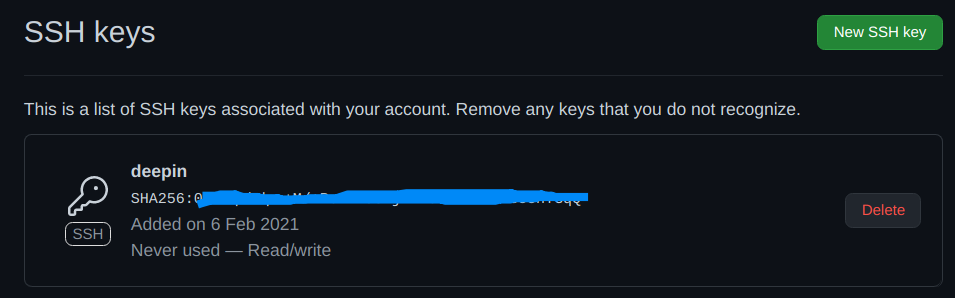 SSH keys
New SSH key
This is a list of SSH keys associated with your account. Remove any keys that you do not recognize.
deepin
SHA256:
SSH
Added on 6 Feb 2021
Never used — Read/write
Delete